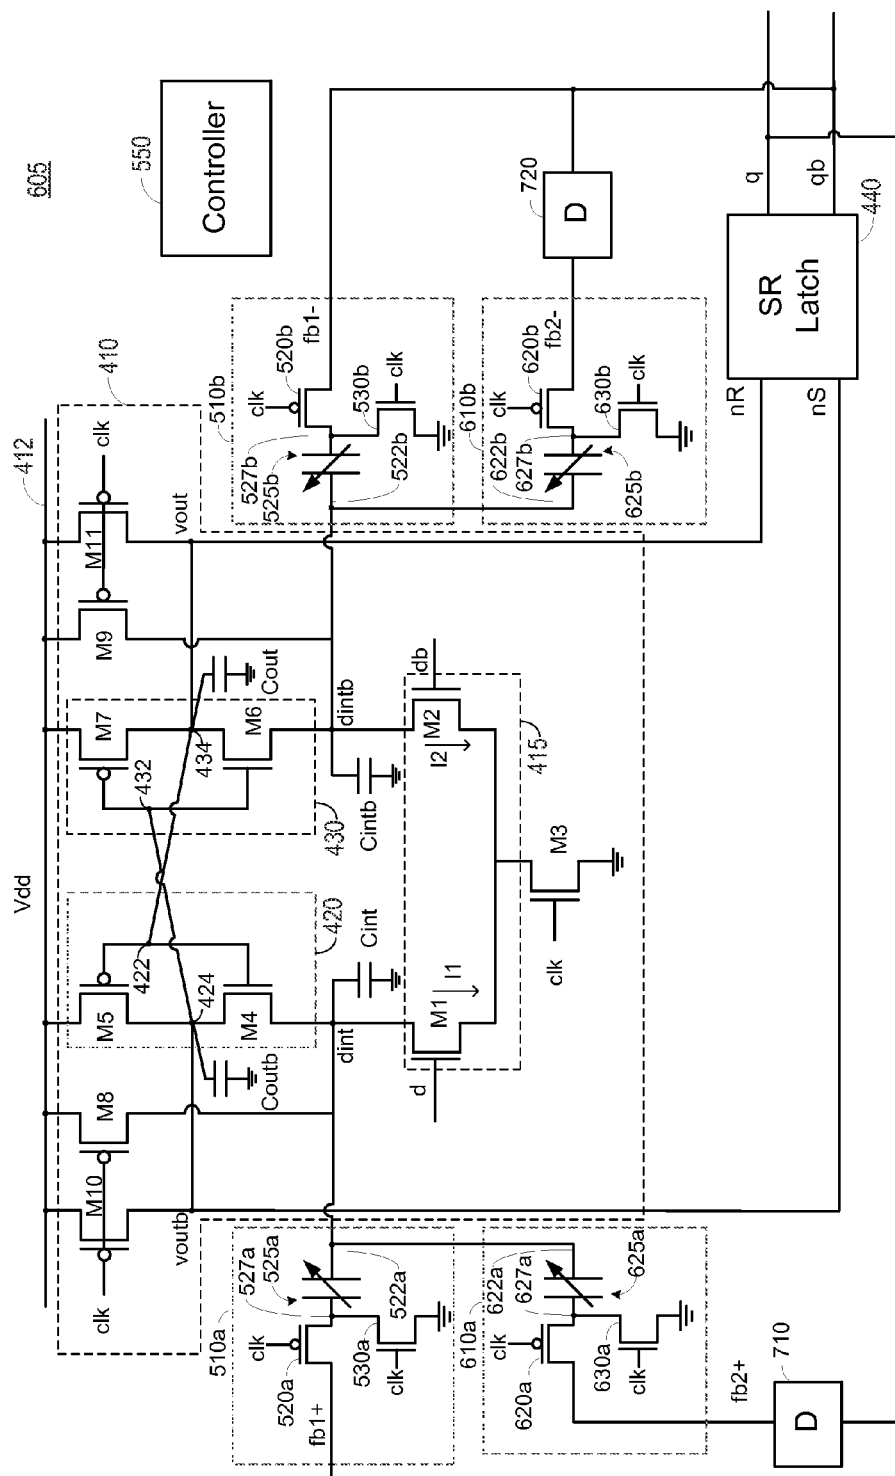 605
Controller
550
412
Vdd
410
clk
M11
vout
M9
M7
M6
434
432
430
Cout
dintb
Cintb
db
M2
I2
415
M3
clk
M5
M4
422
424
420
Cint
dint
M1
I1
d
Coutb
M8
M10
voutb
clk
510b
clk
520b
fb1-
527b
525b
530b
clk
522b
610b
clk
620b
fb2-
622b
627b
630b
clk
625b
720
D
q
qb
SR
Latch
440
nR
nS
510a
clk
527a
525a
520a
fb1+
530a
clk
522a
610a
clk
622a
627a
625a
620a
630a
clk
fb2+
710
D